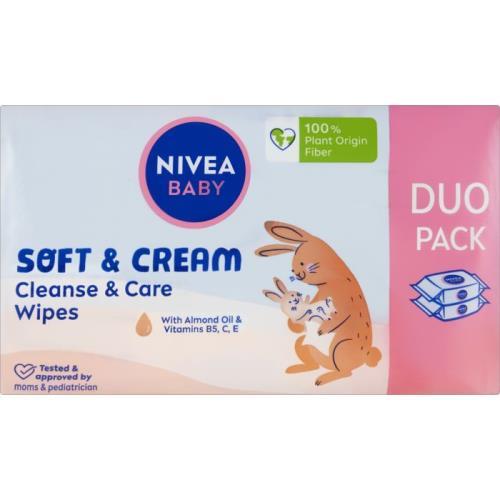 NIVEA
BABY
100%
Plant Origin
Fiber
DUO
PACK
SOFT & CREAM
Cleanse & Care
Wipes
With Almond Oil &
Vitamins B5, C, E
Tested &
approved by
moms & pediatrician